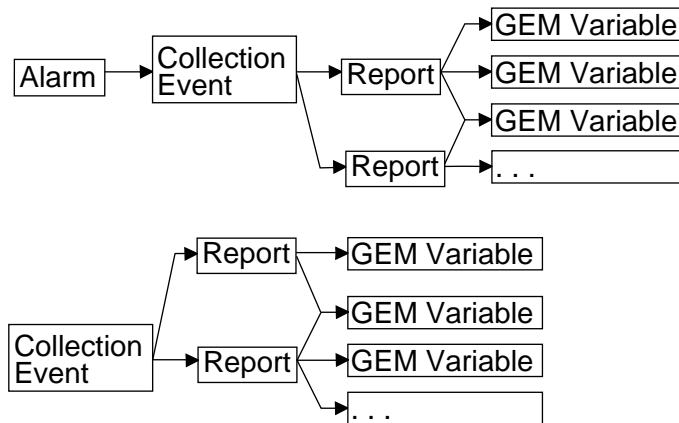 GEM Variable
Collection
Event
Alarm
Report
GEM Variable
GEM Variable
Report
. . .
Report
GEM Variable
GEM Variable
Collection
Event
Report
GEM Variable
. . .